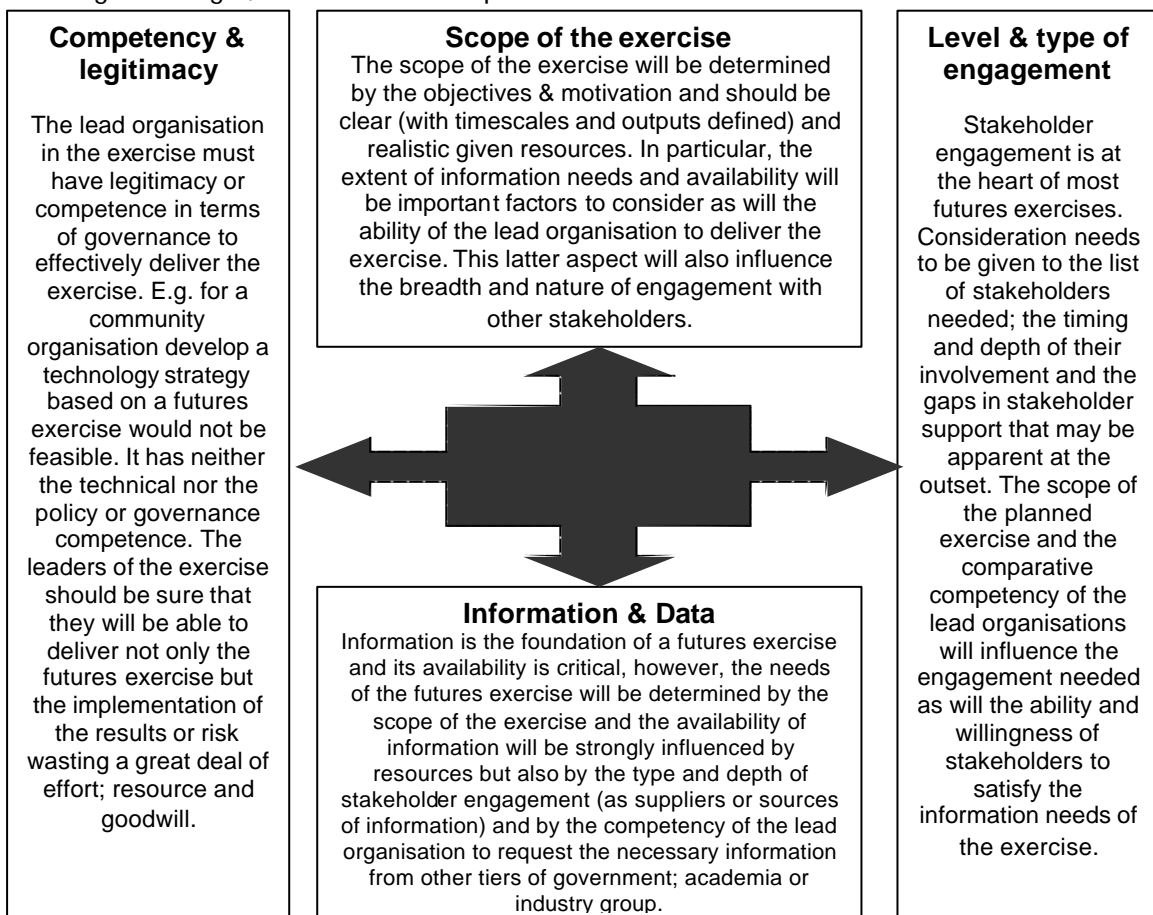 Competency &
legitimacy
The lead organisation
in the exercise must
have legitimacy or
competence in terms
of governance to
effectively deliver the
exercise. E.g. for a
community
organisation develop a
technology strategy
based on a futures
exercise would not be
feasible. It has neither
the technical nor the
policy or governance
competence. The
leaders of the exercise
should be sure that
they will be able to
deliver not only the
futures exercise but
the implementation of
the results or risk
wasting a great deal of
effort; resource and
goodwill.
Scope of the exercise
The scope of the exercise will be determined
by the objectives & motivation and should be
clear (with timescales and outputs defined) and
realistic given resources. In particular, the
extent of information needs and availability will
be important factors to consider as will the
ability of the lead organisation to deliver the
exercise. This latter aspect will also influence
the breadth and nature of engagement with
other stakeholders.
Information & Data
Information is the foundation of a futures exercise
and its availability is critical, however, the needs
of the futures exercise will be determined by the
scope of the exercise and the availability of
information will be strongly influenced by
resources but also by the type and depth of
stakeholder engagement (as suppliers or sources
of information) and by the competency of the lead
organisation to request the necessary information
from other tiers of government; academia or
industry group.
Level & type of
engagement
Stakeholder
engagement is at
the heart of most
futures exercises.
Consideration needs
to be given to the list
of stakeholders
needed; the timing
and depth of their
involvement and the
gaps in stakeholder
support that may be
apparent at the
outset. The scope of
the planned
exercise and the
comparative
competency of the
lead organisations
will influence the
engagement needed
as will the ability and
willingness of
stakeholders to
satisfy the
information needs of
the exercise.